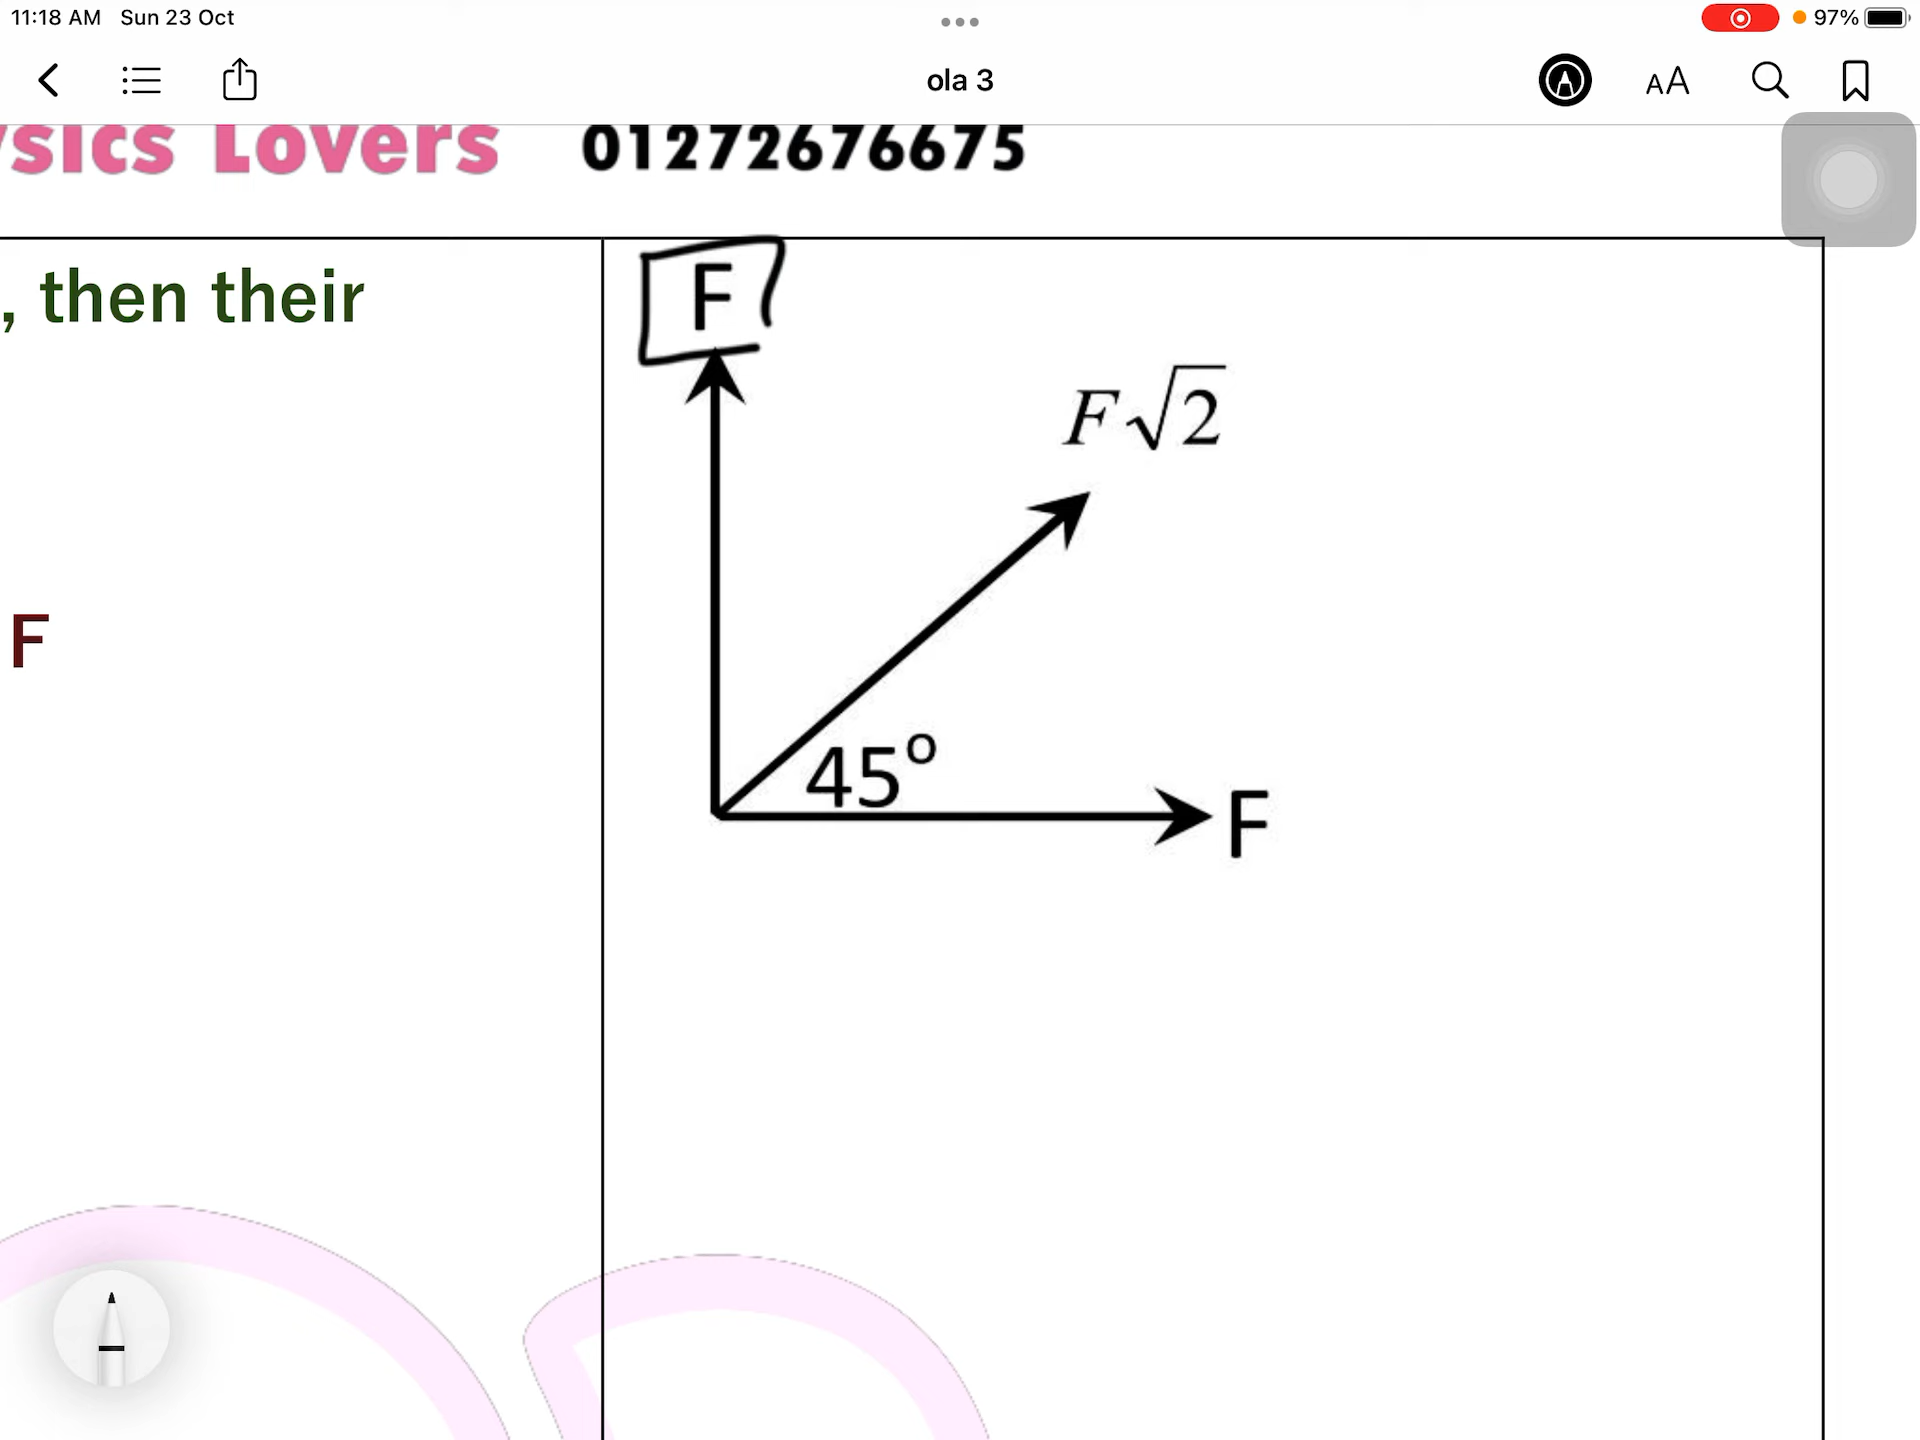 11:18 AM Sun 23 Oct
97%
ola 3
AA
sics Lovers 01272676675
, then their
F
F√2
F
45°
F